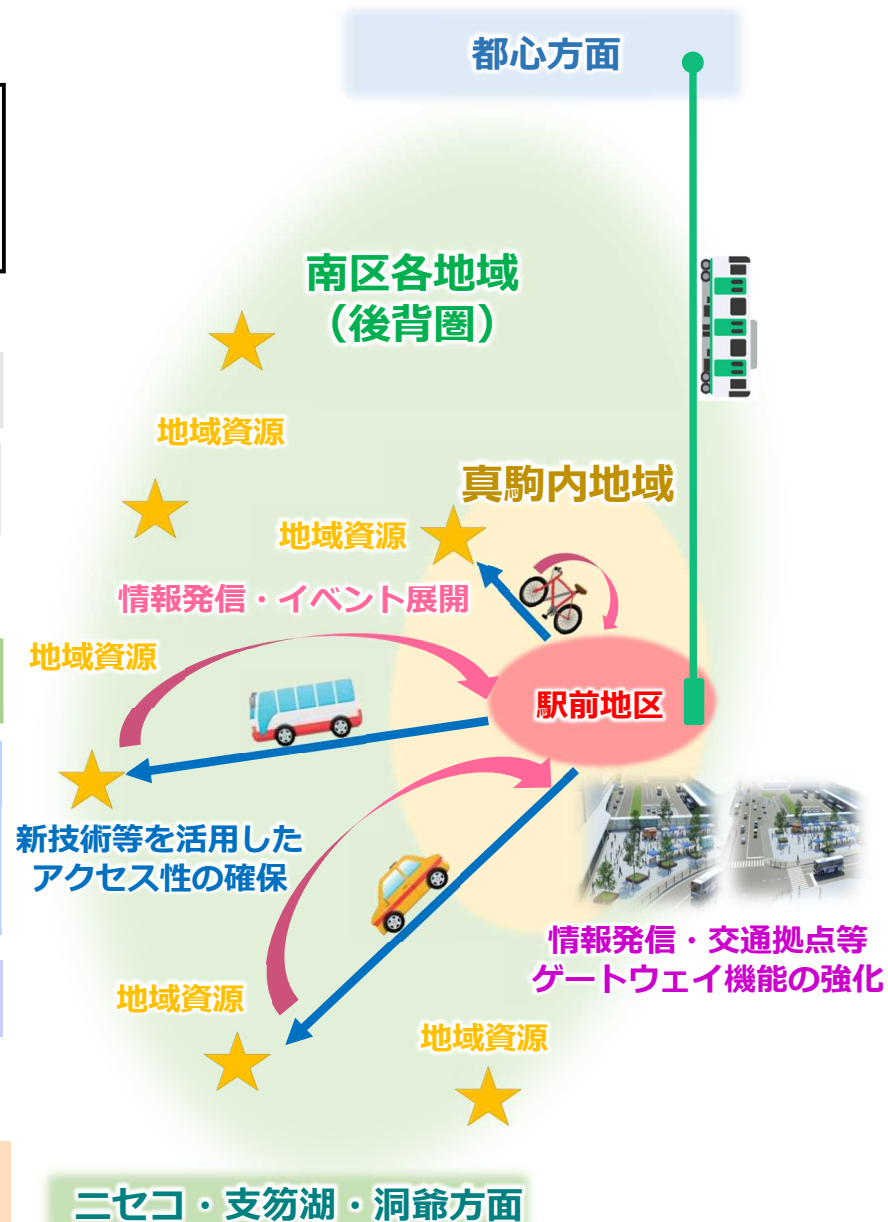 都心方面
南区各地域
（後背圏）
地域資源
真駒内地域
地域資源
情報発信・イベント展開
地域資源
駅前地区
新技術等を活用した
アクセス性の確保
情報発信・交通拠点等
ゲートウェイ機能の強化
地域資源
地域資源
ニセコ・支笏湖・洞爺方面